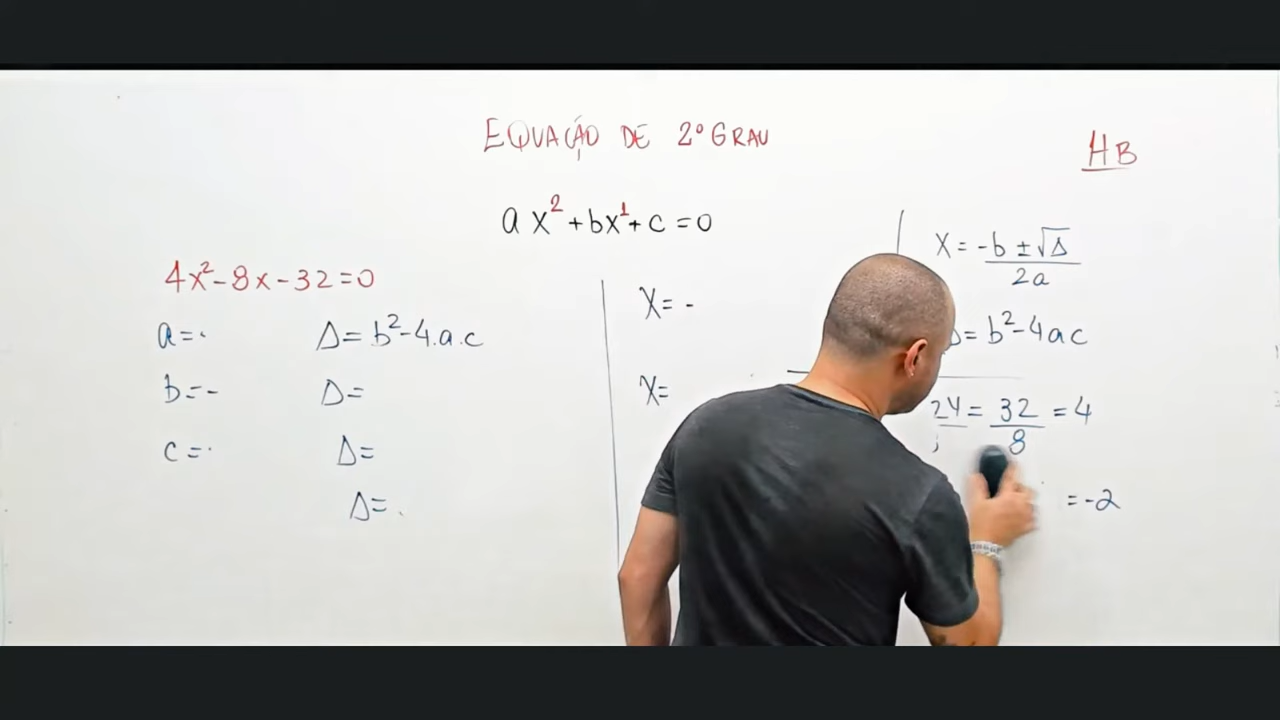 EQUAÇÃO DE 2º GRAU
HB
ax²+bx¹+c=0
4x²-8x-32=0
a=
b=-
c=
Δ=b²-4.a.c
Δ=
Δ=
Δ=
X=-
X=
X=-b±√Δ/2a
Δ=b²-4ac
24=32/8=4
=-2